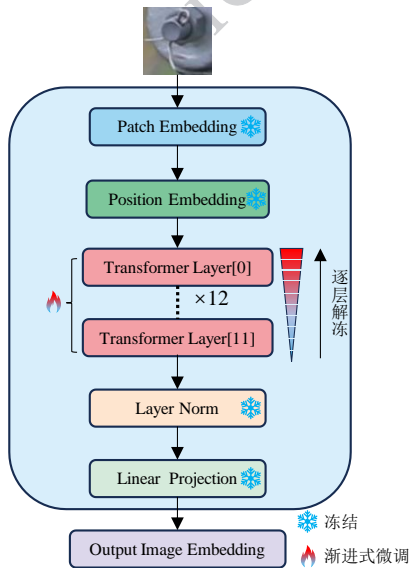 Patch Embedding
Position Embedding
Transformer Layer[0]
×12
逐层解冻
Transformer Layer[11]
Layer Norm
Linear Projection
冻结
Output Image Embedding
渐进式微调